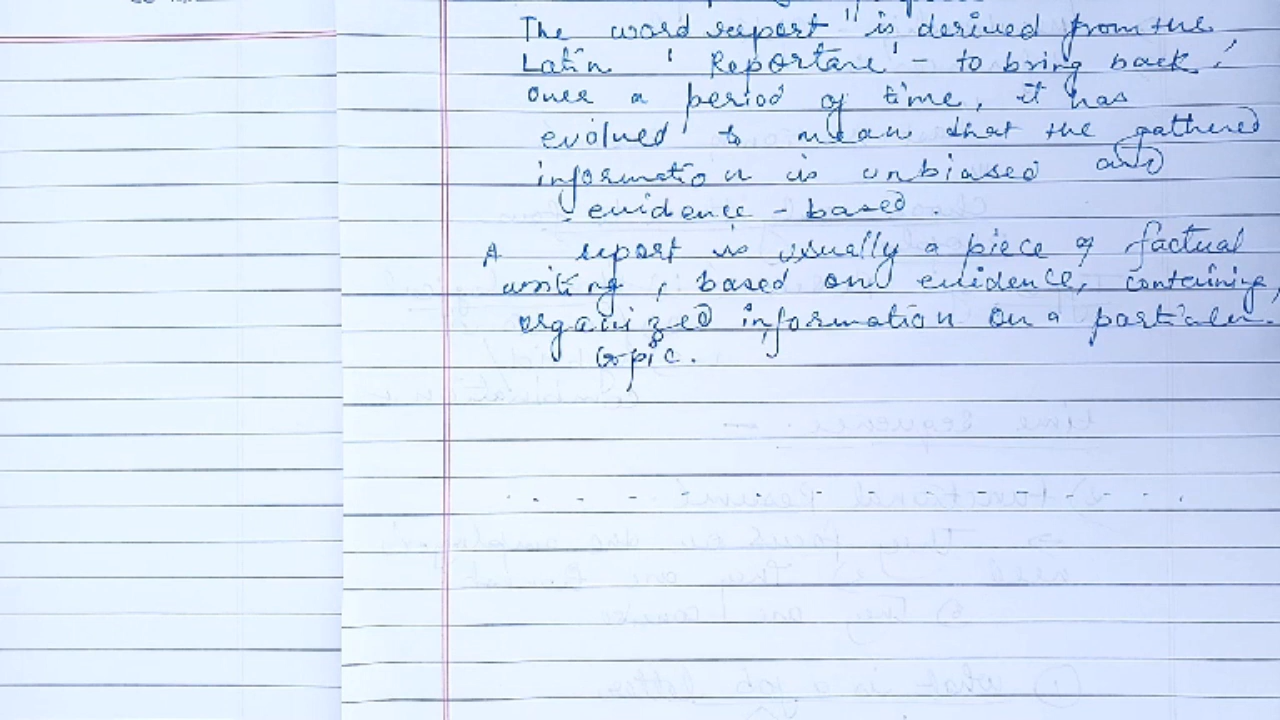 The word report" is derived from the
Latin ' Reportare' - to bring back.'
Over a period of time, it has
evolved to mean that the gathered
information is unbiased and
evidence - based.
A report is usually a piece of factual
writing, based on evidence, containing,
organized information on a particular
topic.